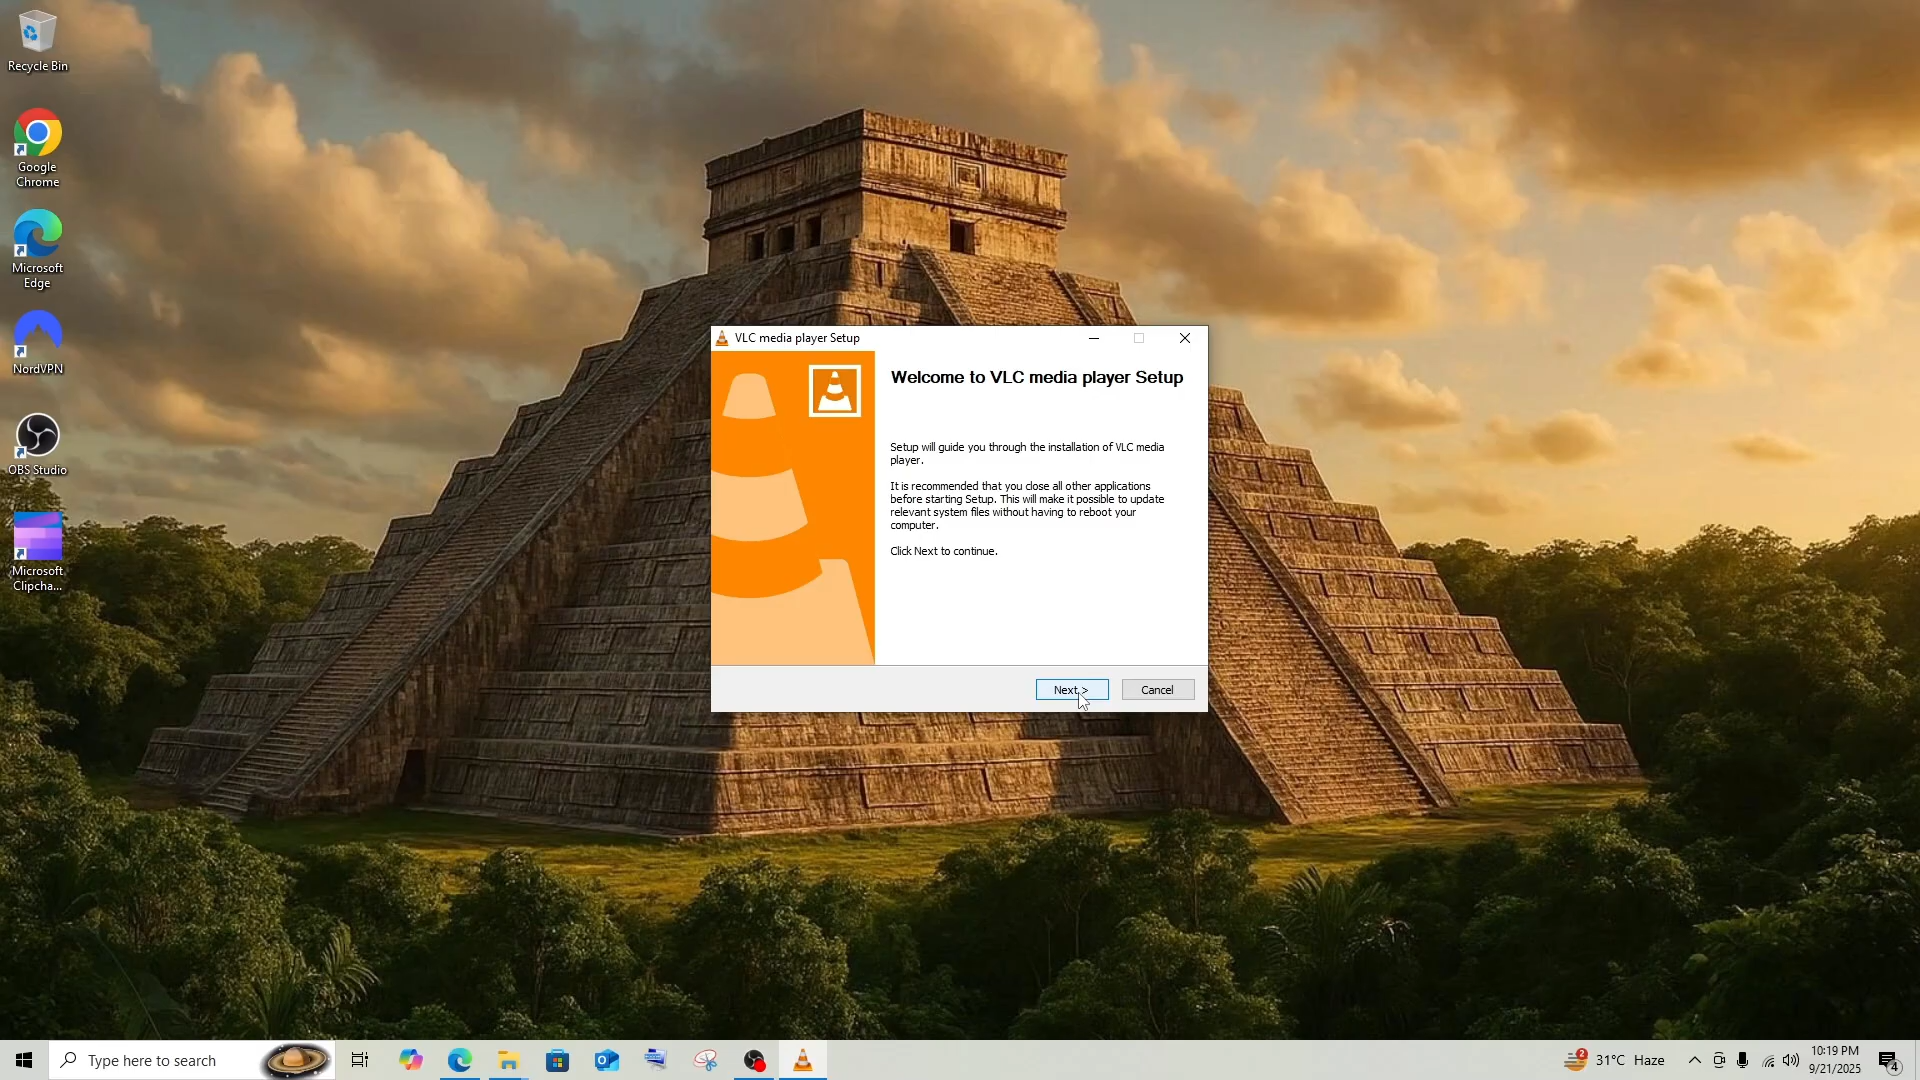 Recycle Bin
Google
Chrome
Microsoft
Edge
NordVPN
OBS Studio
Microsoft
Clipcha...
VLC media player Setup
Welcome to VLC media player Setup
Setup will guide you through the installation of VLC media
player.
It is recommended that you close all other applications
before starting Setup. This will make it possible to update
relevant system files without having to reboot your
computer.
Click Next to continue.
Next >
Cancel
Type here to search
2
31°C Haze
10:19 PM
9/21/2025
4